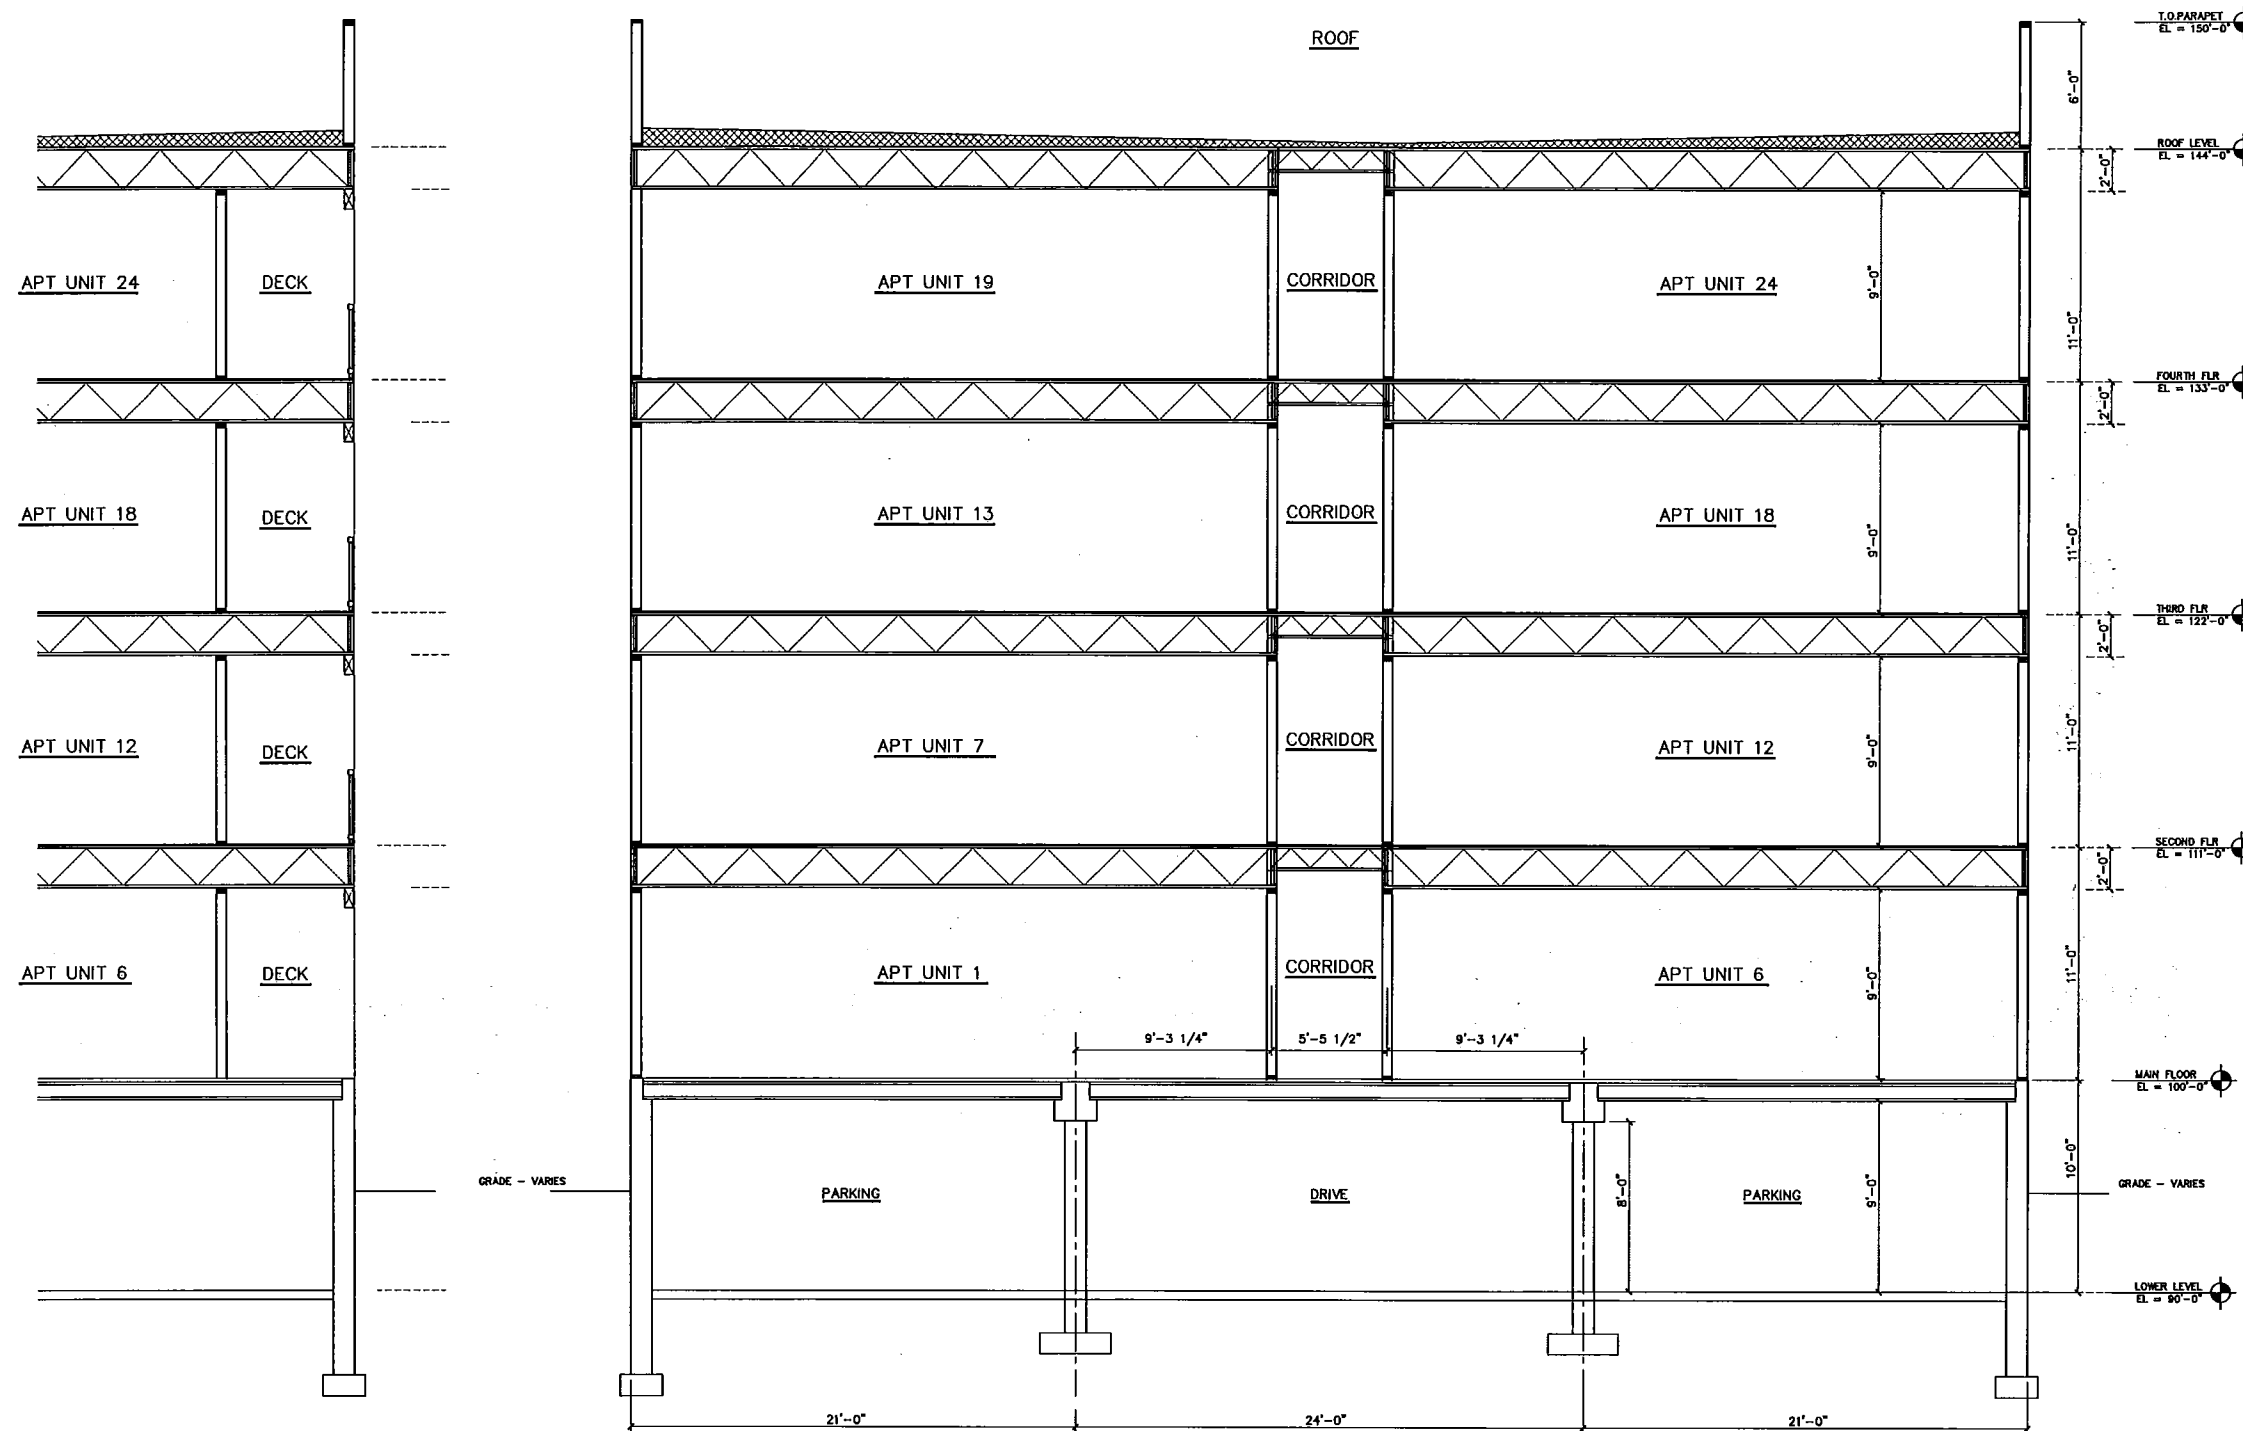 T.O.PARAPET
EL = 150'-0"
ROOF
6'-0"
ROOF LEVEL
EL = 144'-0"
2'-0"
APT UNIT 24
DECK
APT UNIT 19
CORRIDOR
APT UNIT 24
9'-0"
11'-0"
FOURTH FLR
EL = 133'-0"
2'-0"
APT UNIT 18
DECK
APT UNIT 13
CORRIDOR
APT UNIT 18
9'-0"
11'-0"
THIRD FLR
EL = 122'-0"
2'-0"
APT UNIT 12
DECK
APT UNIT 7
CORRIDOR
APT UNIT 12
9'-0"
11'-0"
SECOND FLR
EL = 111'-0"
2'-0"
APT UNIT 6
DECK
APT UNIT 1
CORRIDOR
APT UNIT 6
9'-0"
11'-0"
9'-3 1/4"
5'-5 1/2"
9'-3 1/4"
MAIN FLOOR
EL = 100'-0"
GRADE - VARIES
PARKING
DRIVE
8'-0"
PARKING
9'-0"
10'-0"
GRADE - VARIES
LOWER LEVEL
EL = 90'-0"
21'-0"
24'-0"
21'-0"